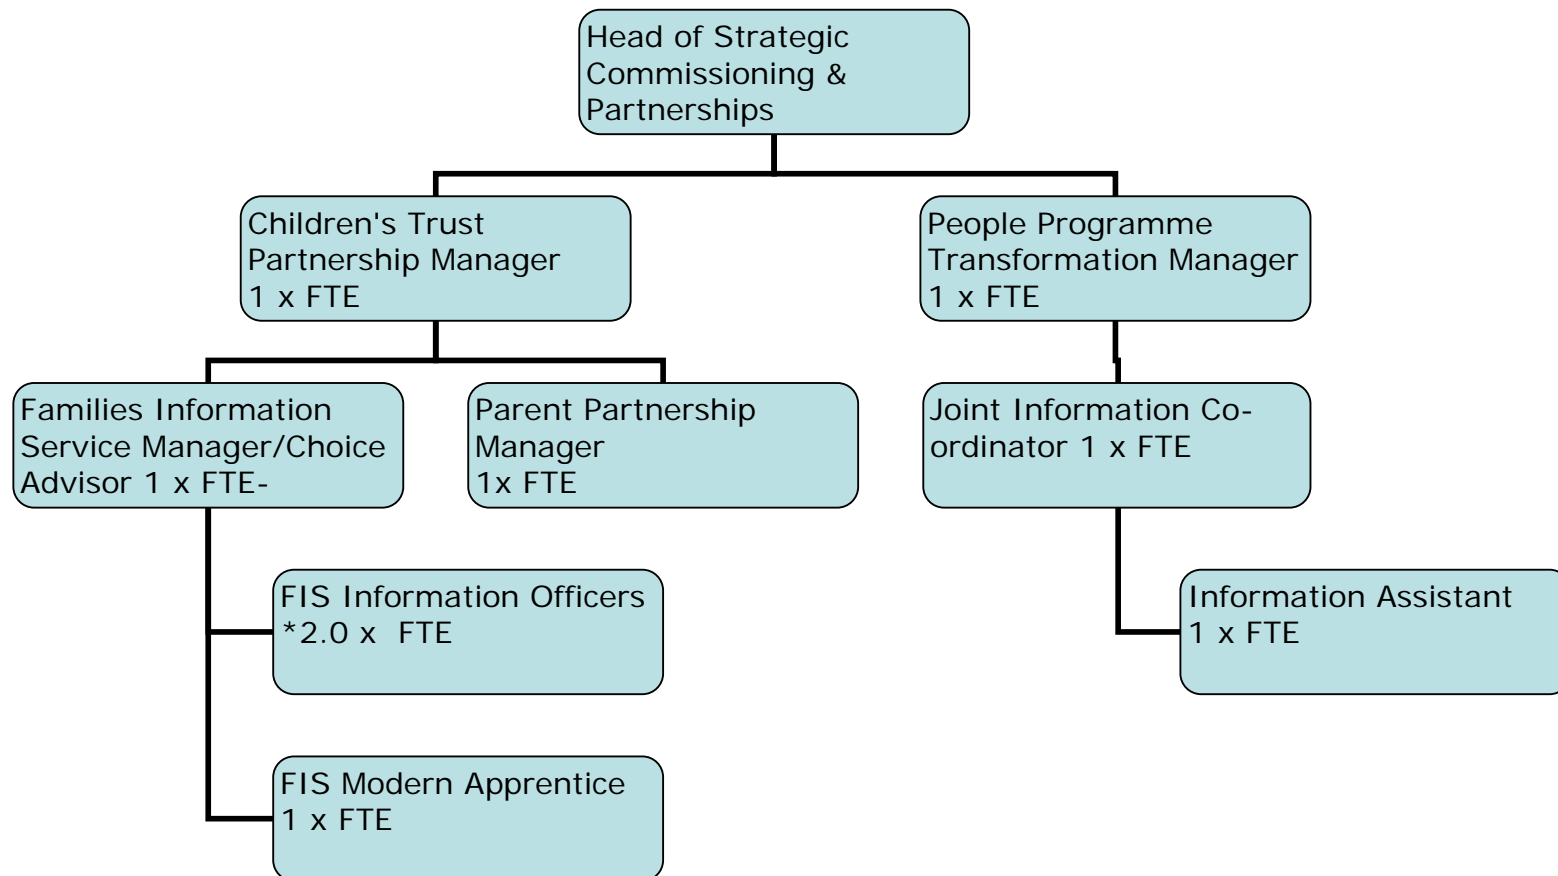 Head of Strategic
Commissioning &
Partnerships
Children's Trust
Partnership Manager
1 x FTE
People Programme
Transformation Manager
1 x FTE
Families Information
Service Manager/Choice
Advisor 1 x FTE-
Parent Partnership
Manager
1x FTE
Joint Information Co-
ordinator 1 x FTE
FIS Information Officers
*2.0 x  FTE
Information Assistant
1 x FTE
FIS Modern Apprentice
1 x FTE